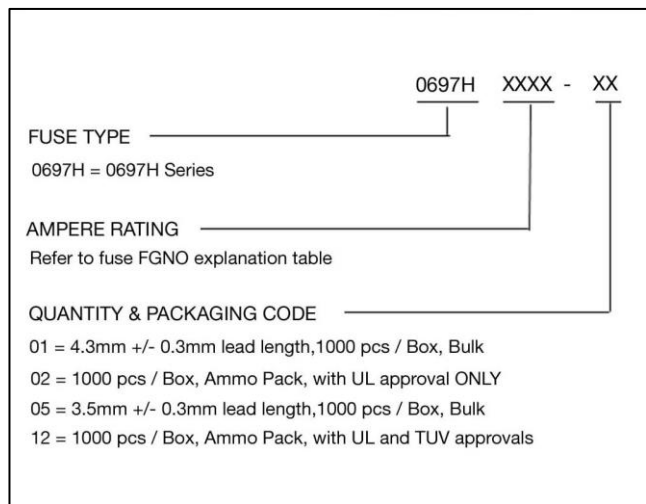 0697H XXXX - XX
FUSE TYPE
0697H = 0697H Series
AMPERE RATING
Refer to fuse FGNO explanation table
QUANTITY & PACKAGING CODE
01 = 4.3mm +/- 0.3mm lead length,1000 pcs / Box, Bulk
02 = 1000 pcs / Box, Ammo Pack, with UL approval ONLY
05 = 3.5mm +/- 0.3mm lead length,1000 pcs / Box, Bulk
12 = 1000 pcs / Box, Ammo Pack, with UL and TUV approvals